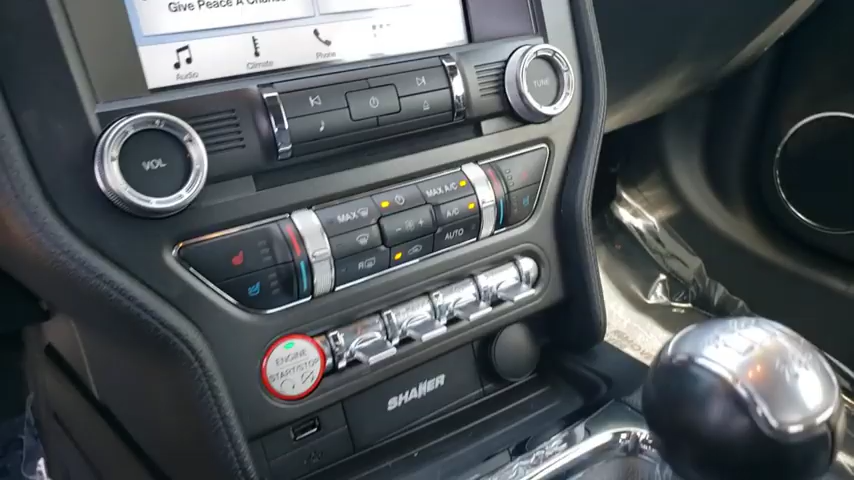 Give Peace A Chance
Audio
Climate
Phone
VOL
TUNE
MAX
MAX A/C
A/C
AUTO
R
ENGINE
START/STOP
SHAKER